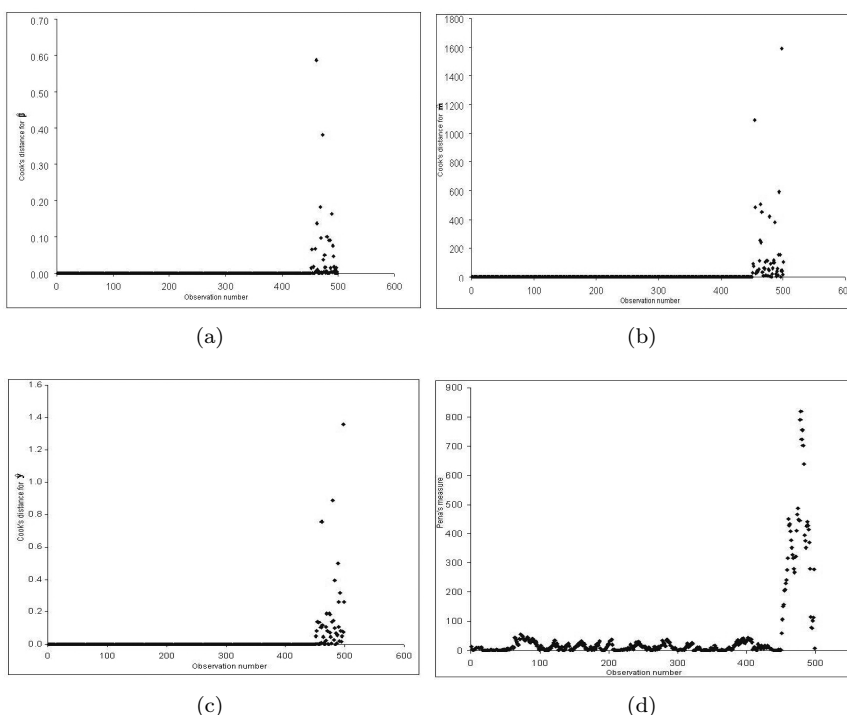 0.70
0.60
0.50
0.40
0.30
0.20
0.10
0.00
Cook's distance for β̂
0 100 200 300 400 500 600
Observation number
(a)
1800
1600
1400
1200
1000
800
600
400
200
0
Cook's distance for m̂
0 100 200 300 400 500 600
Observation number
(b)
1.6
1.4
1.2
1.0
0.8
0.6
0.4
0.2
0.0
Cook's distance for ŷ
0 100 200 300 400 500 600
Observation number
(c)
900
800
700
600
500
400
300
200
100
0
Pena's measure
0 100 200 300 400 500
Observation number
(d)